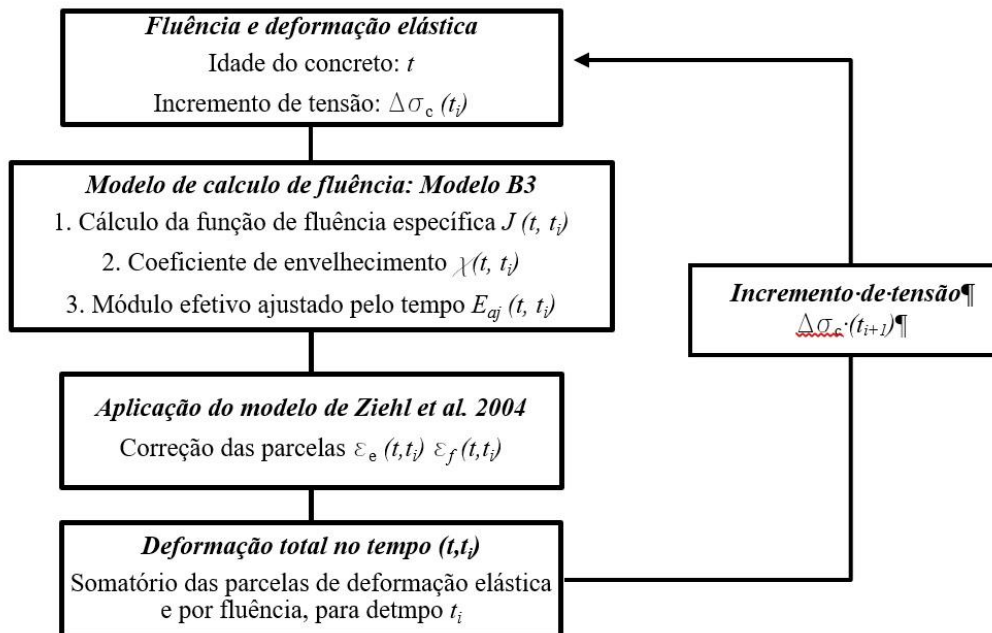 Fluência e deformação elástica
Idade do concreto: t
Incremento de tensão: Δσc (ti)
Modelo de calculo de fluência: Modelo B3
1. Cálculo da função de fluência específica J (t, ti)
2. Coeficiente de envelhecimento χ(t, ti)
3. Módulo efetivo ajustado pelo tempo Eaj (t, ti)
Incremento·de·tensão¶
Δσc·(ti+1)¶
Aplicação do modelo de Ziehl et al. 2004
Correção das parcelas εe (t,ti) εf (t,ti)
Deformação total no tempo (t,ti)
Somatório das parcelas de deformação elástica
e por fluência, para detmpo ti